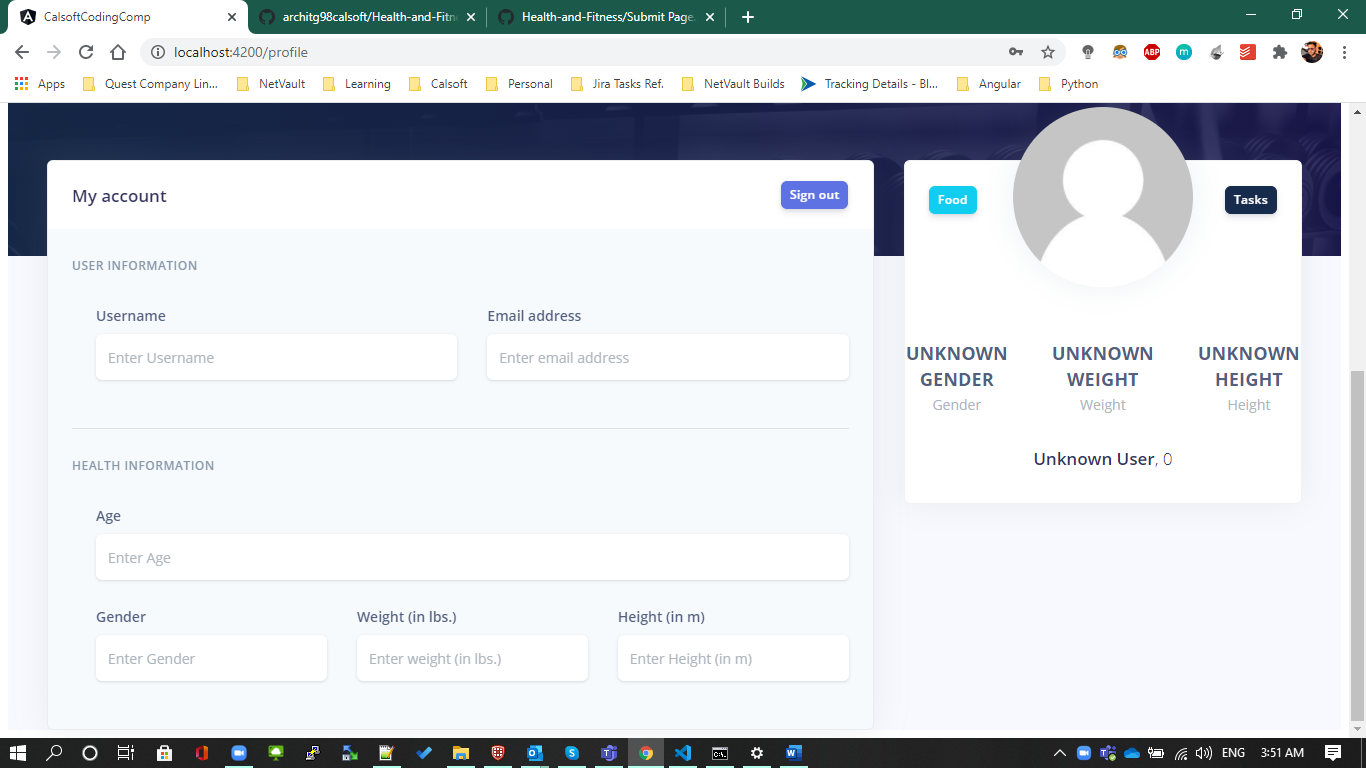 CalsoftCodingComp
architg98calsoft/Health-and-Fitn
Health-and-Fitness/Submit Page.
localhost:4200/profile
ABP
m
Apps
Quest Company Lin...
NetVault
Learning
Calsoft
Personal
Jira Tasks Ref.
NetVault Builds
Tracking Details - Bl...
Angular
Python
My account
Sign out
USER INFORMATION
Username
Email address
Enter Username
Enter email address
HEALTH INFORMATION
Age
Enter Age
Gender
Weight (in lbs.)
Height (in m)
Enter Gender
Enter weight (in lbs.)
Enter Height (in m)
Food
Tasks
UNKNOWN GENDER
Gender
UNKNOWN WEIGHT
Weight
UNKNOWN HEIGHT
Height
Unknown User, 0
ENG
3:51 AM